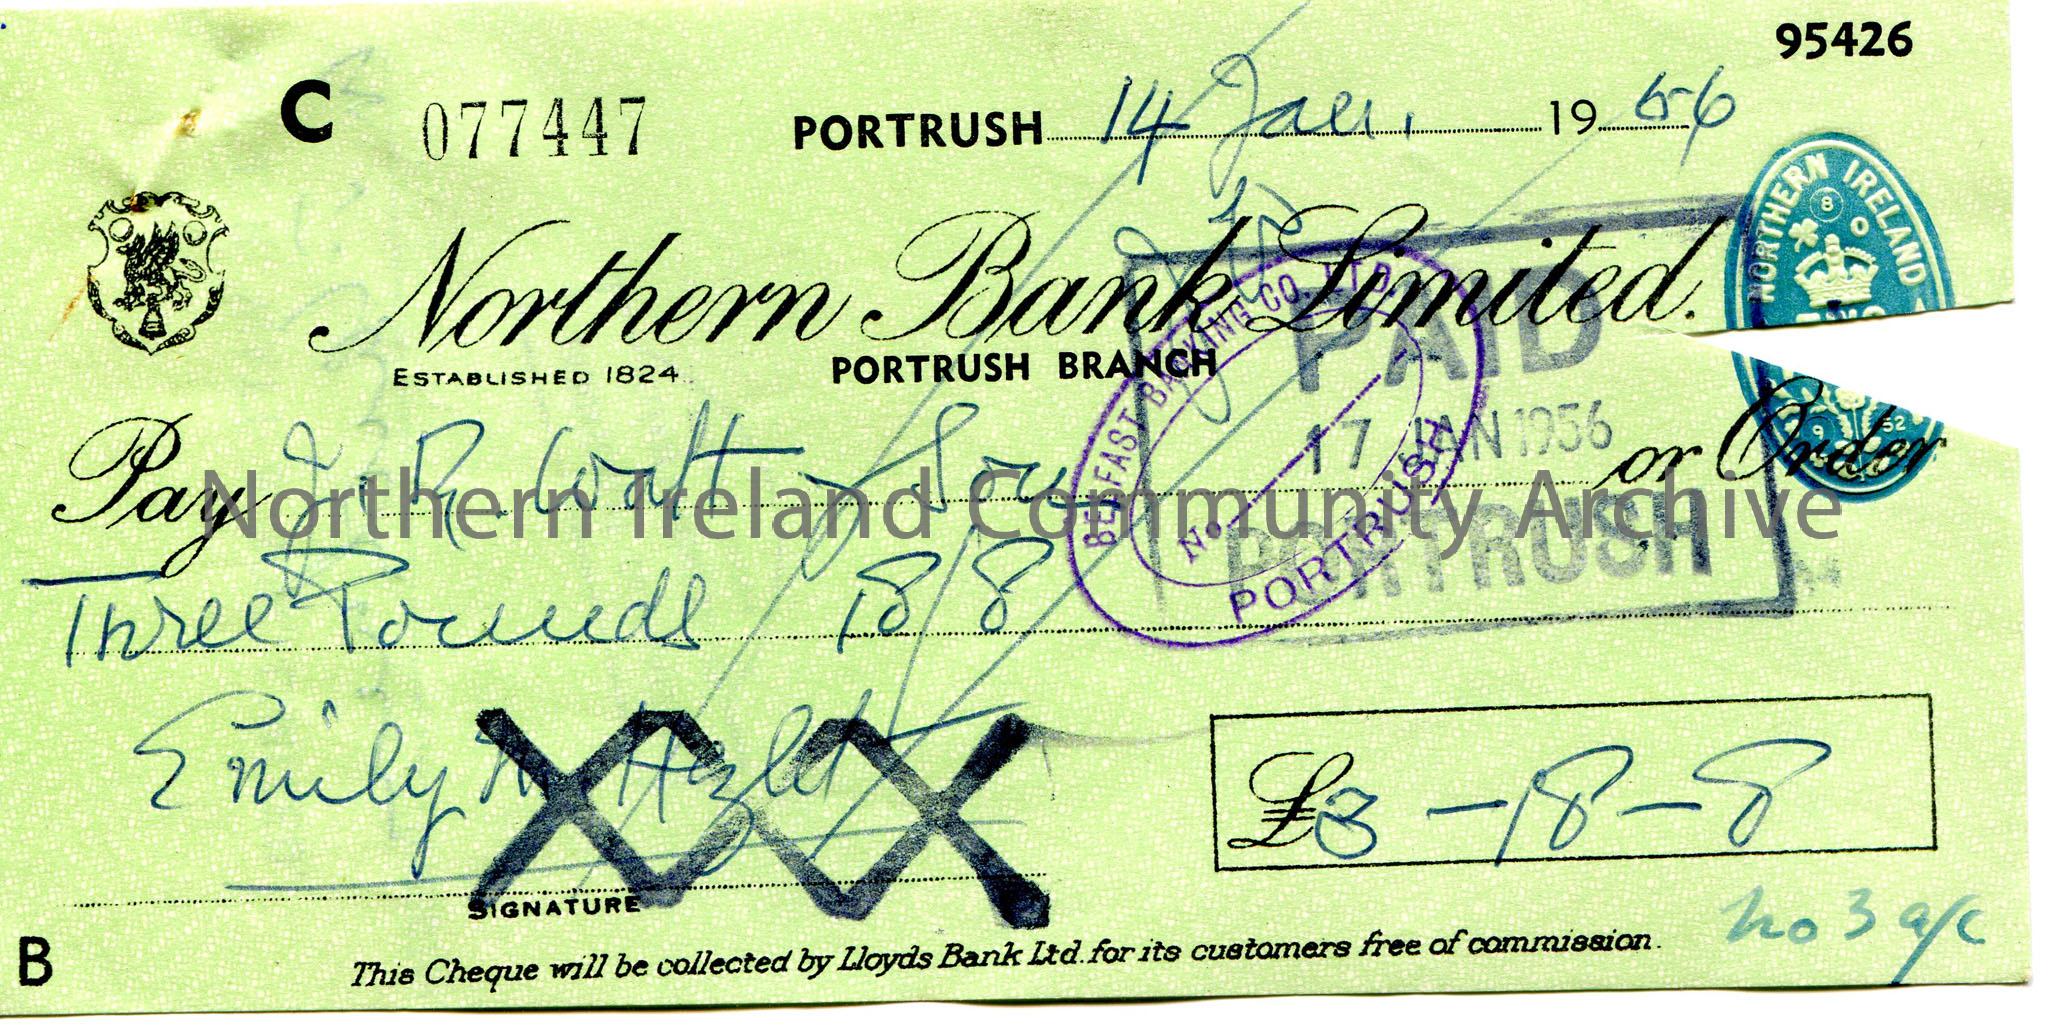 95426
C 077447 PORTRUSH 14 Jan. 1956
NORTHERN IRELAND
Northern Bank Limited.
ESTABLISHED 1824 PORTRUSH BRANCH
BELFAST BANKING CO. LTD.
No
PORTRUSH
PAID
17 JAN 1956
PORTRUSH
Pay J. R. Watt & Son or Order
Northern Ireland Community Archive
Three Pounds 18/8
Emily
£3-18-8
SIGNATURE
No 3 a/c
B
This Cheque will be collected by Lloyds Bank Ltd. for its customers free of commission.